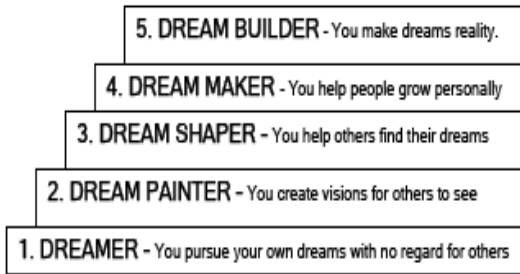 5. DREAM BUILDER - You make dreams reality.
4. DREAM MAKER - You help people grow personally
3. DREAM SHAPER - You help others find their dreams
2. DREAM PAINTER - You create visions for others to see
1. DREAMER - You pursue your own dreams with no regard for others